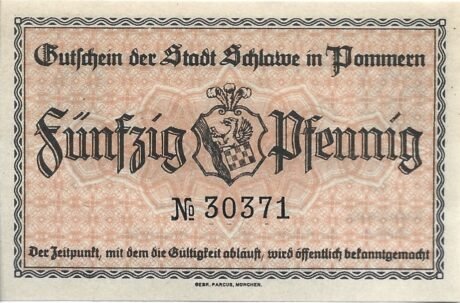 Gutschein der Stadt Schlawe in Pommern
Fünfzig Pfennig
№ 30371
Der Zeitpunkt, mit dem die Gültigkeit abläuft, wird öffentlich bekanntgemacht
GEBR. PARCUS, MÜNCHEN.